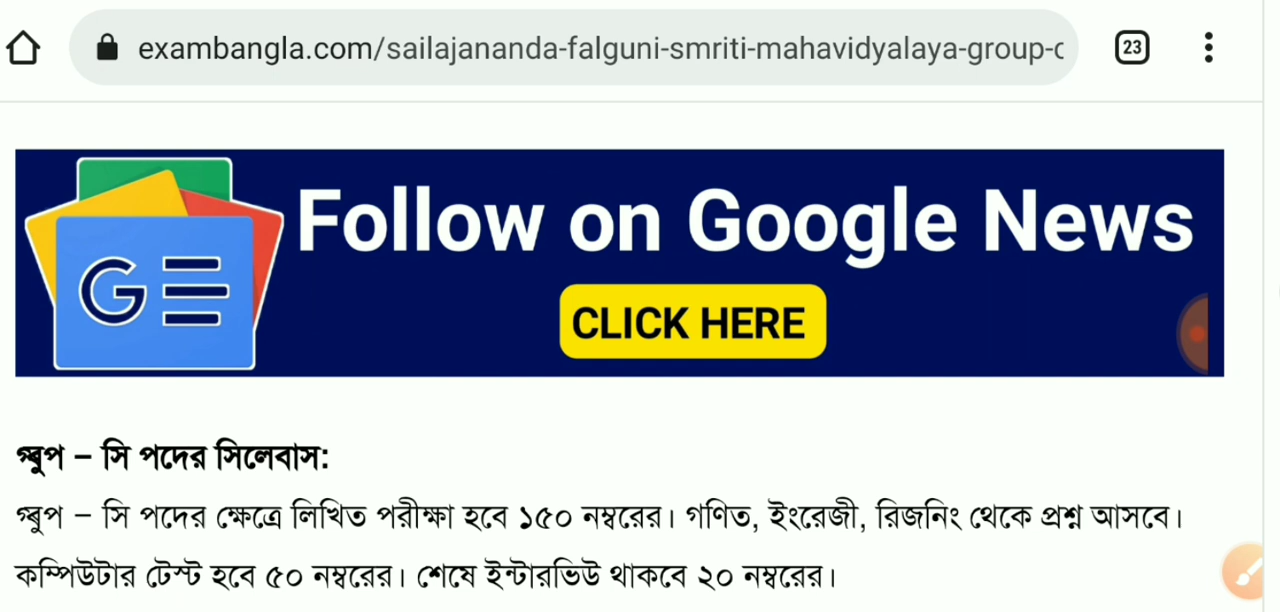 exambangla.com/sailajananda-falguni-smriti-mahavidyalaya-group-c
23
Follow on Google News
G
CLICK HERE
গ্রুপ – সি পদের সিলেবাস:
গ্রুপ – সি পদের ক্ষেত্রে লিখিত পরীক্ষা হবে ১৫০ নম্বরের। গণিত, ইংরেজী, রিজনিং থেকে প্রশ্ন আসবে।
কম্পিউটার টেস্ট হবে ৫০ নম্বরের। শেষে ইন্টারভিউ থাকবে ২০ নম্বরের।